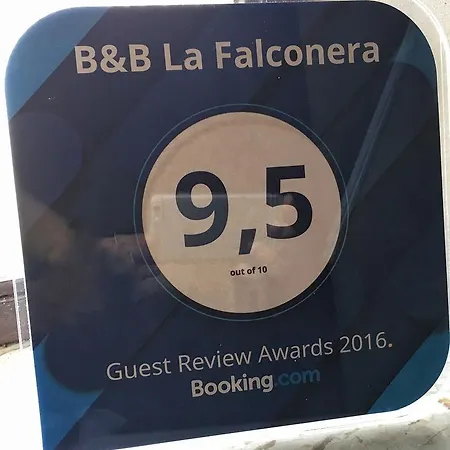 B&B La Falconera
9,5
out of 10
Guest Review Awards 2016.
Booking.com